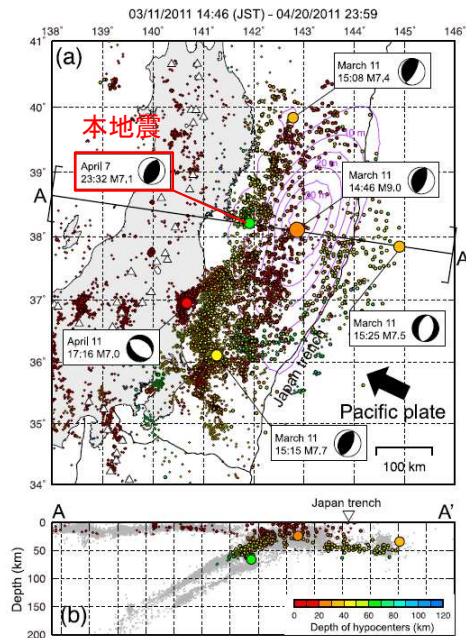 03/11/2011 14:46 (JST) - 04/20/2011 23:59
138° 139° 140° 141° 142° 143° 144° 145° 146°
41°
(a)
March 11
15:08 M7.4
40°
本地震
April 7
23:32 M7.1
39°
March 11
14:46 M9.0
A
38°
A'
37°
April 11
17:16 M7.0
March 11
15:25 M7.5
36°
Japan trench
Pacific plate
35°
March 11
15:15 M7.7
100 km
34°
Japan trench
A A'
0
50
100
150
200
Depth (km)
(b)
0 20 40 60 80 100 120
Depth of hypocenters (km)